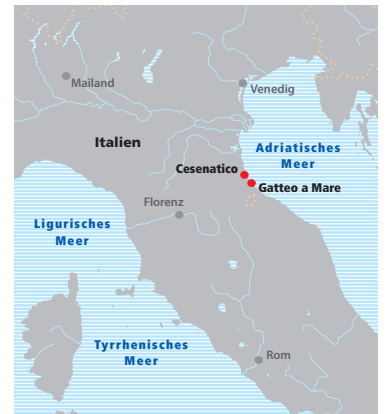 Mailand
Venedig
Italien
Adriatisches
Meer
Cesenatico
Gatteo a Mare
Florenz
Ligurisches
Meer
Tyrrhenisches
Meer
Rom